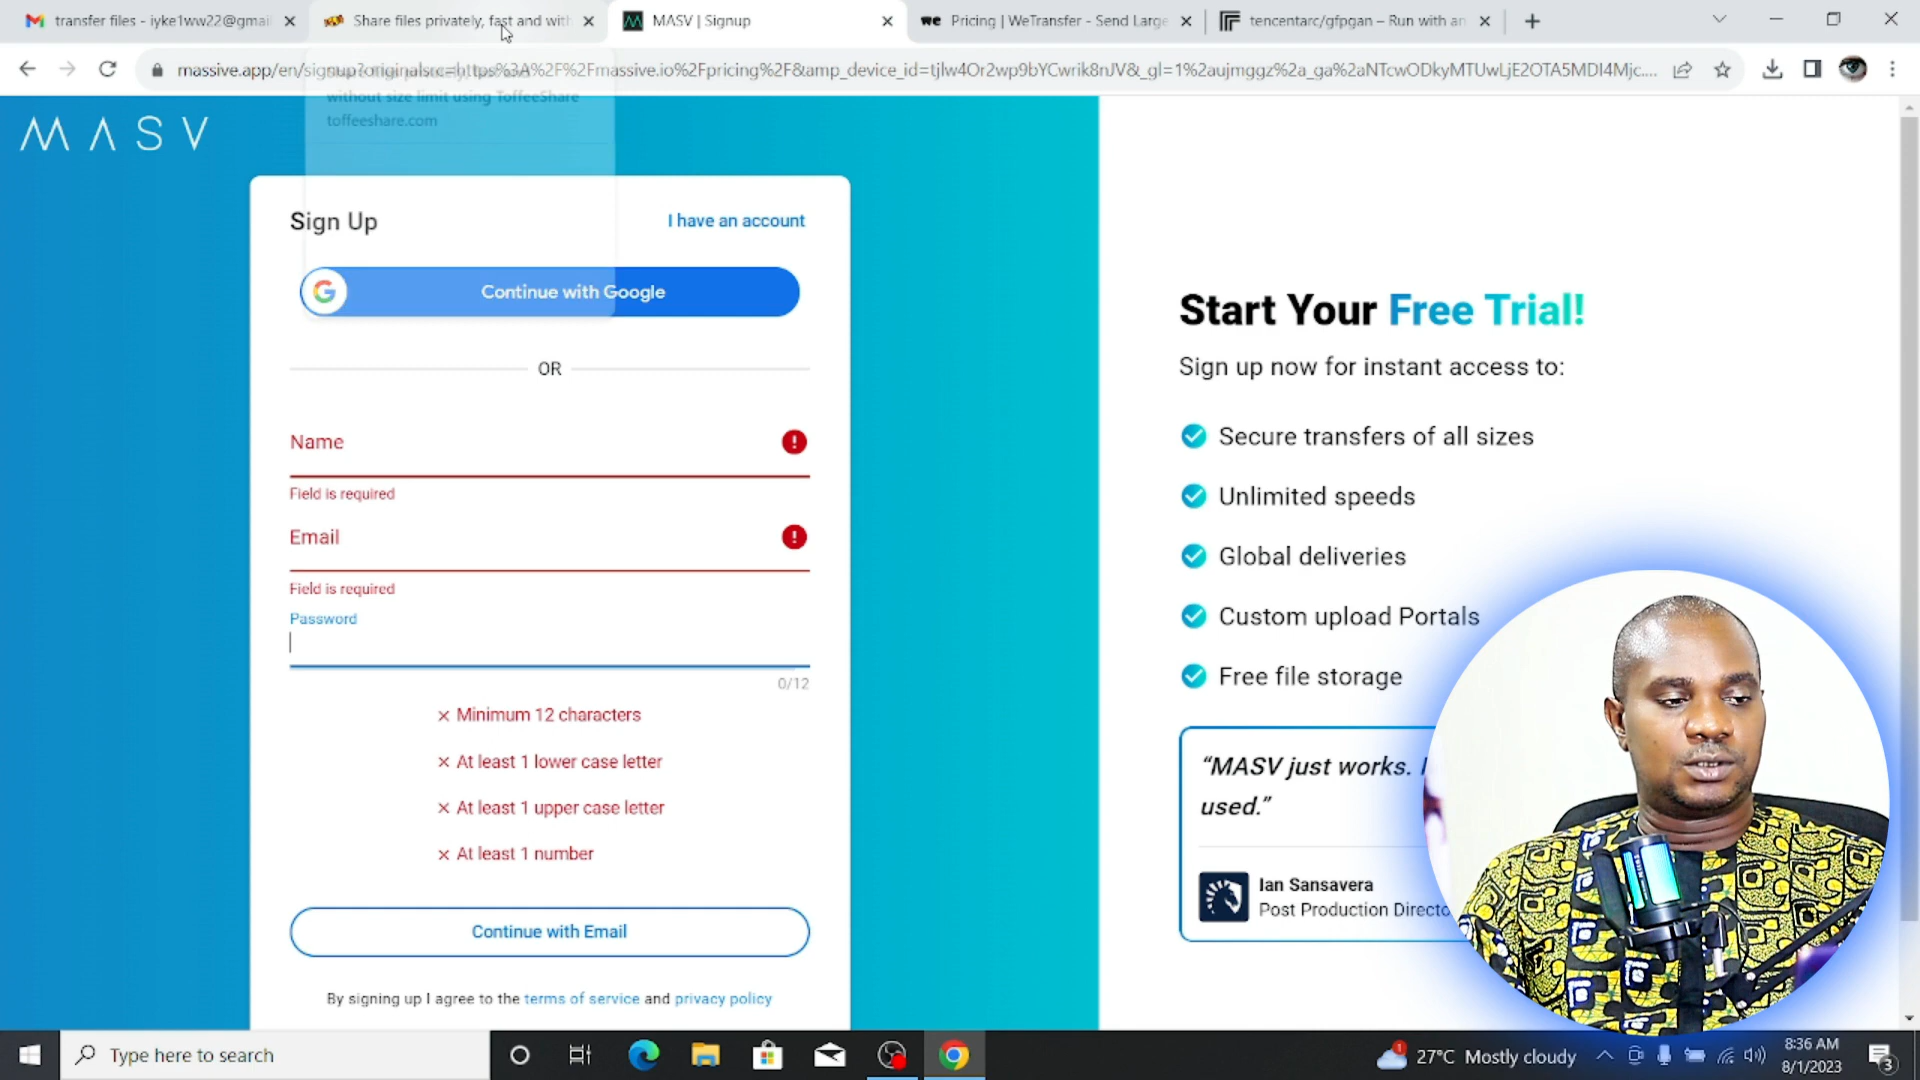 transfer files - iyke1ww22@gmai
Share files privately, fast and with
MASV | Signup
Pricing | WeTransfer - Send Large
tencentarc/gfpgan – Run with an
massive.app/en/signup?originalsrc=https%3A%2F%2Fmassive.io%2Fpricing%2F&amp_device_id=tjlw4Or2wp9bYCwrik8nJV&_gl=1%2aujmggz%2a_ga%2aNTcwODkyMTUwLjE2OTA5MDI4Mjc....
without size limit using ToffeeShare
toffeeshare.com
MASV
Sign Up
I have an account
Continue with Google
OR
Name
Field is required
Email
Field is required
Password
0/12
Minimum 12 characters
At least 1 lower case letter
At least 1 upper case letter
At least 1 number
Continue with Email
By signing up I agree to the terms of service and privacy policy
Start Your Free Trial!
Sign up now for instant access to:
Secure transfers of all sizes
Unlimited speeds
Global deliveries
Custom upload Portals
Free file storage
“MASV just works.
used.”
Ian Sansavera
Post Production Directo
Type here to search
1
27°C Mostly cloudy
8:36 AM
8/1/2023
3